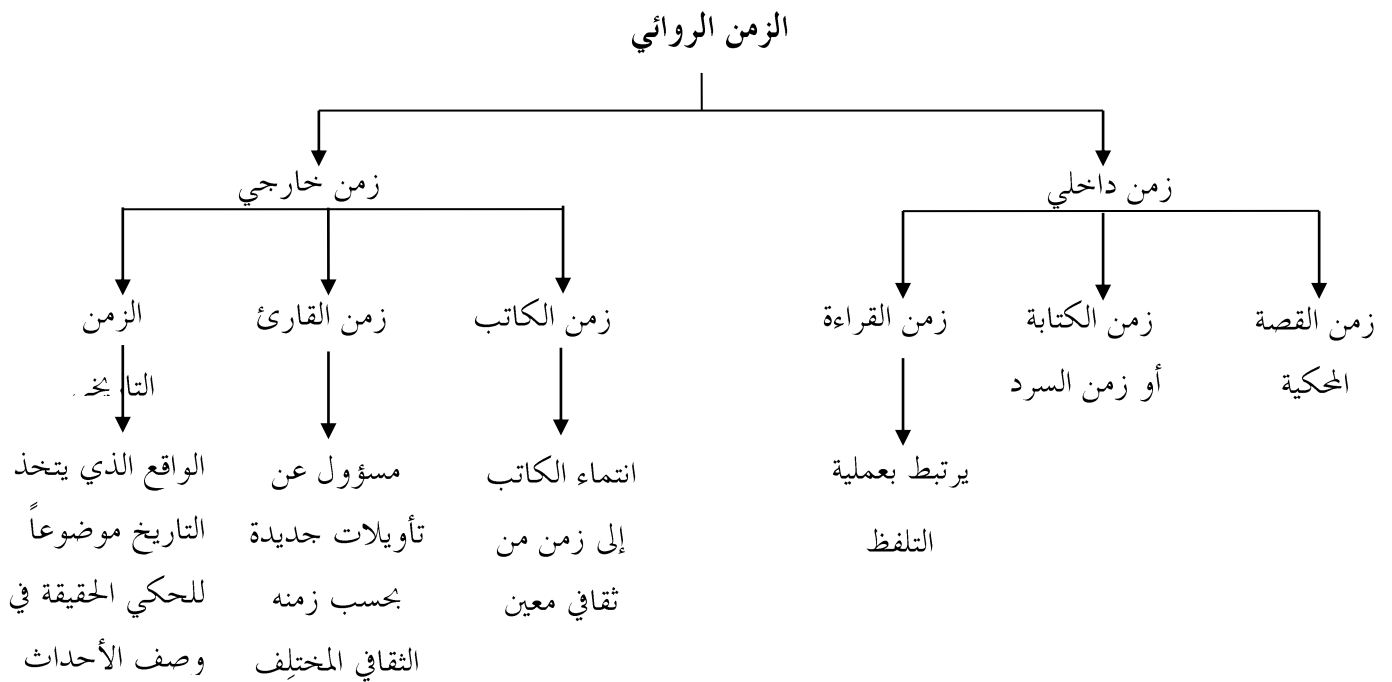 الزمن الروائي
زمن داخلي
زمن خارجي
زمن القصة
المحكية
زمن الكتابة
أو زمن السرد
زمن القراءة
يرتبط بعملية
التلفظ
زمن الكاتب
انتماء الكاتب
إلى زمن من
ثقافي معين
زمن القارئ
مسؤول عن
تأويلات جديدة
بحسب زمنه
الثقافي المختلِف
الزمن
الواقع الذي يتخذ
التاريخ موضوعاً
للحكي الحقيقة في
وصف الأحداث